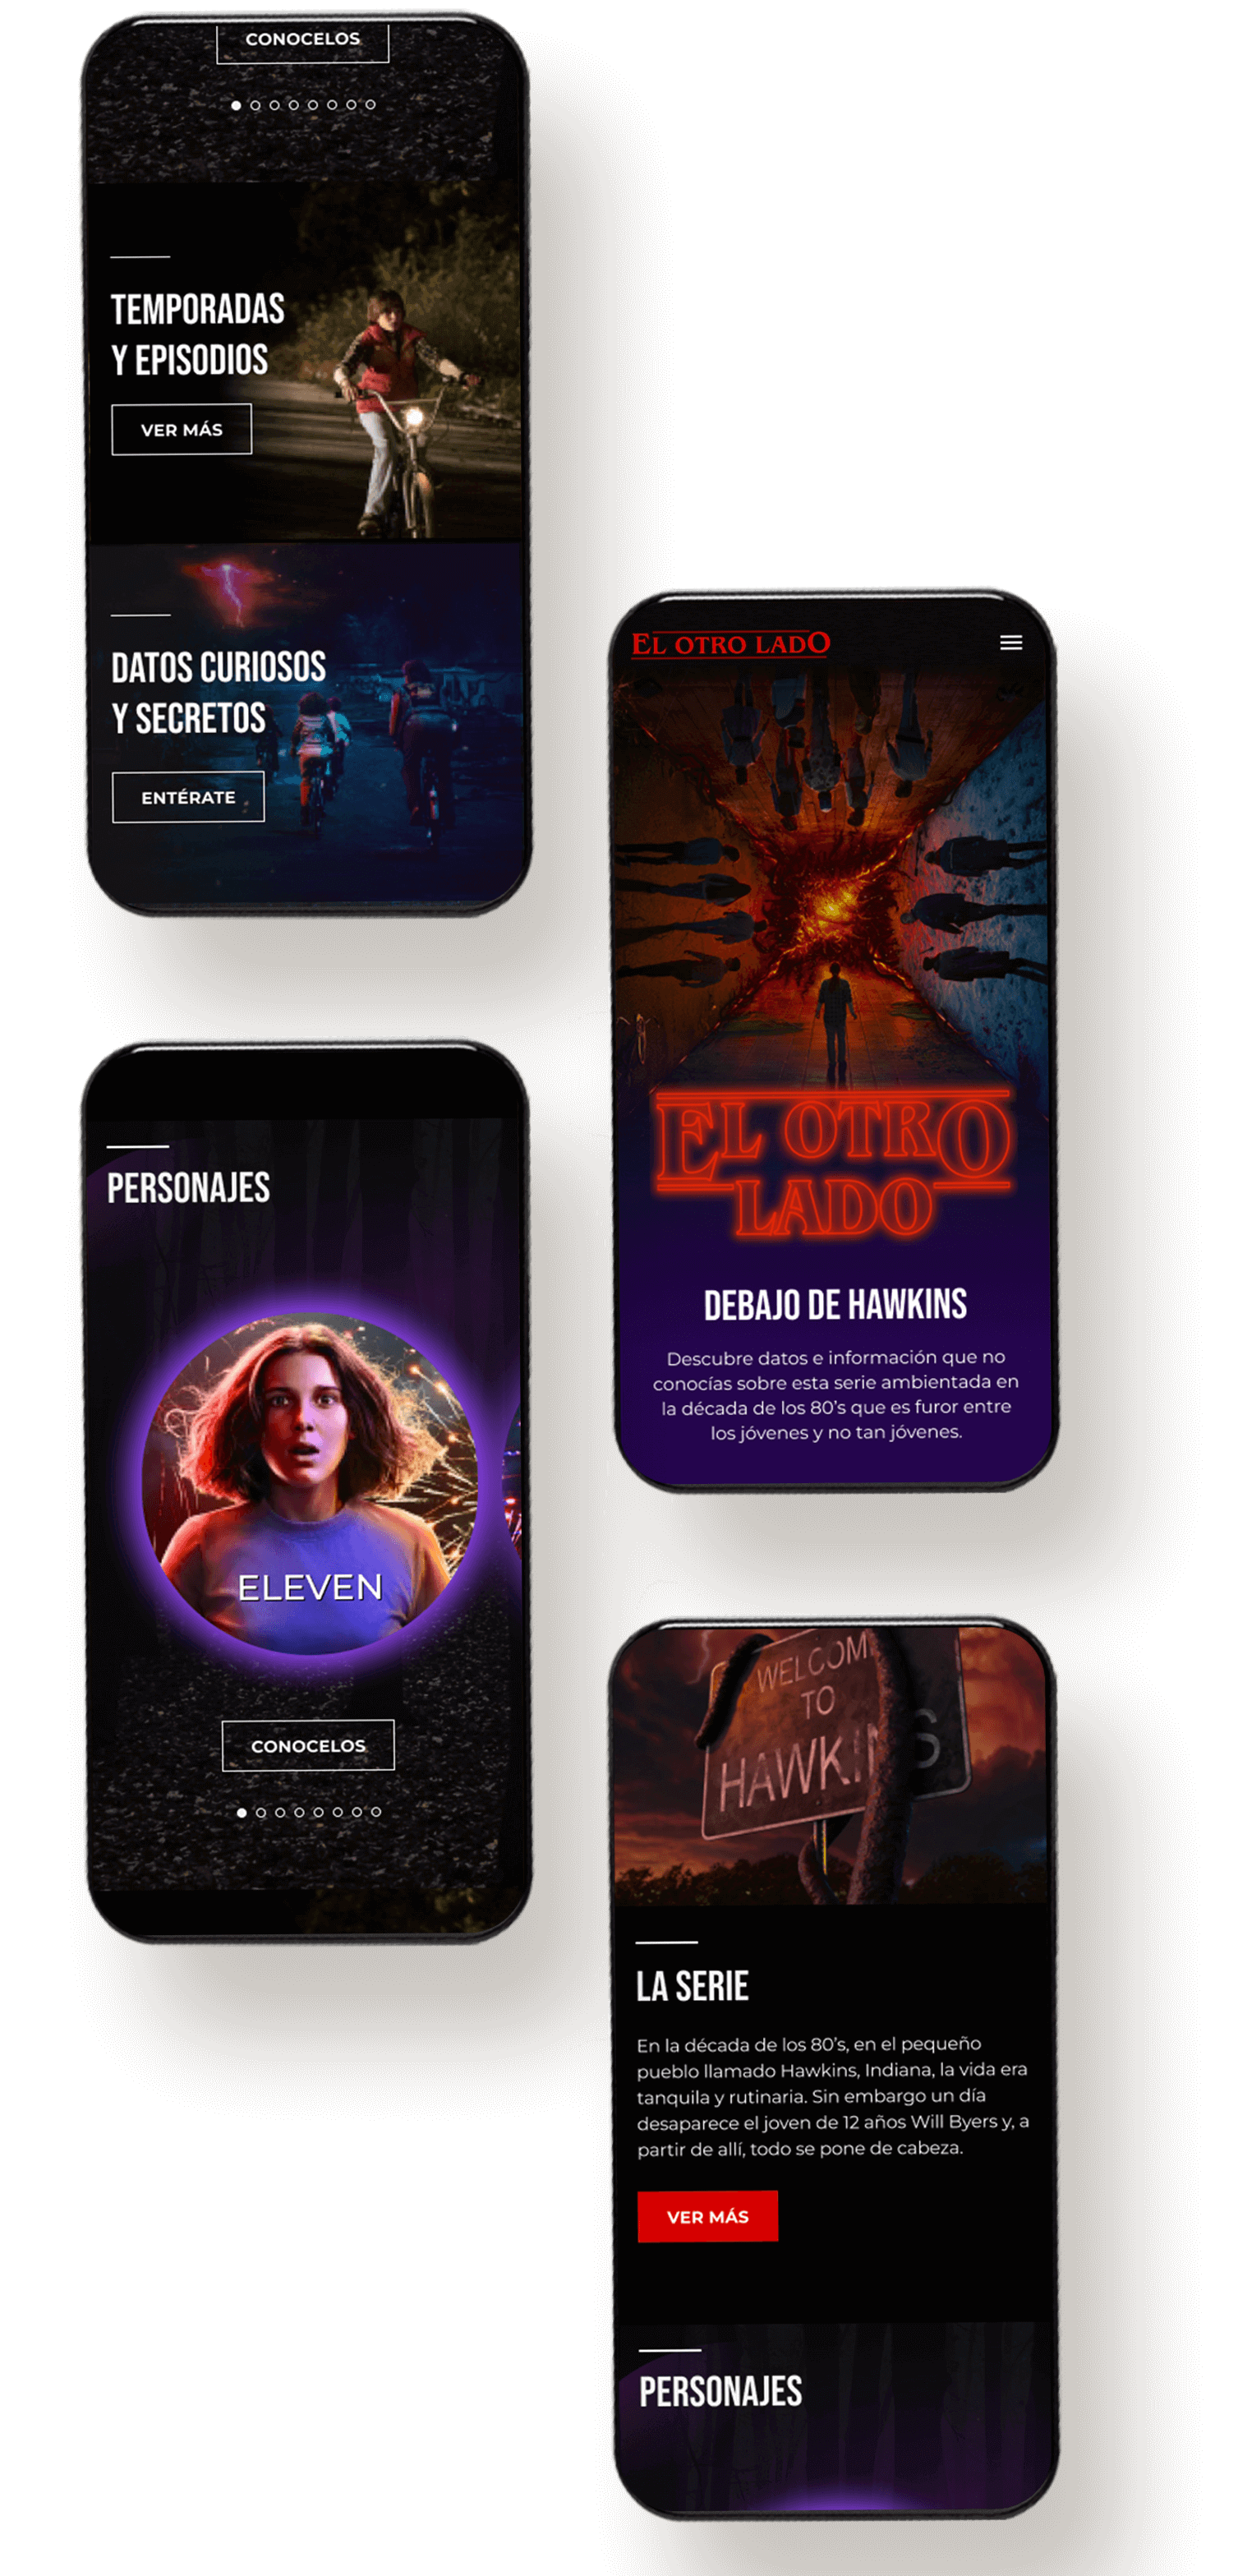 CONOCELOS
TEMPORADAS
Y EPISODIOS
VER MÁS
DATOS CURIOSOS
Y SECRETOS
ENTÉRATE
EL OTRO LADO
EL OTRO
LADO
DEBAJO DE HAWKINS
Descubre datos e información que no
conocías sobre esta serie ambientada en
la década de los 80's que es furor entre
los jóvenes y no tan jóvenes.
PERSONAJES
ELEVEN
CONOCELOS
WELCOM
TO
HAWKINS
LA SERIE
En la década de los 80's, en el pequeño
pueblo llamado Hawkins, Indiana, la vida era
tanquila y rutinaria. Sin embargo un día
desaparece el joven de 12 años Will Byers y, a
partir de allí, todo se pone de cabeza.
VER MÁS
PERSONAJES